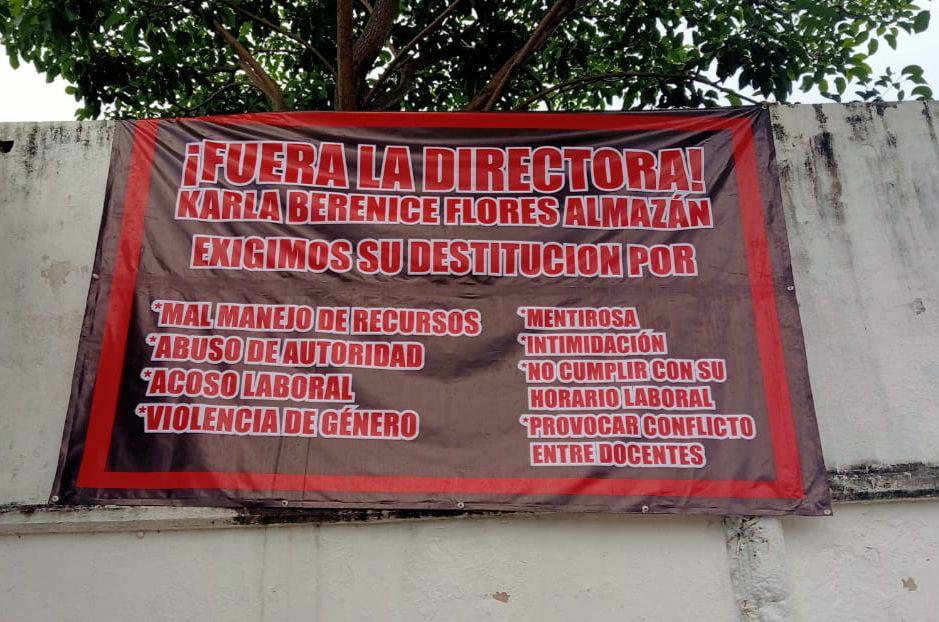 ¡FUERA LA DIRECTORA!
KARLA BERENICE FLORES ALMAZÁN
EXIGIMOS SU DESTITUCION POR
*MAL MANEJO DE RECURSOS
*ABUSO DE AUTORIDAD
*ACOSO LABORAL
*VIOLENCIA DE GÉNERO
*MENTIROSA
*INTIMIDACIÓN
*NO CUMPLIR CON SU
HORARIO LABORAL
*PROVOCAR CONFLICTO
ENTRE DOCENTES